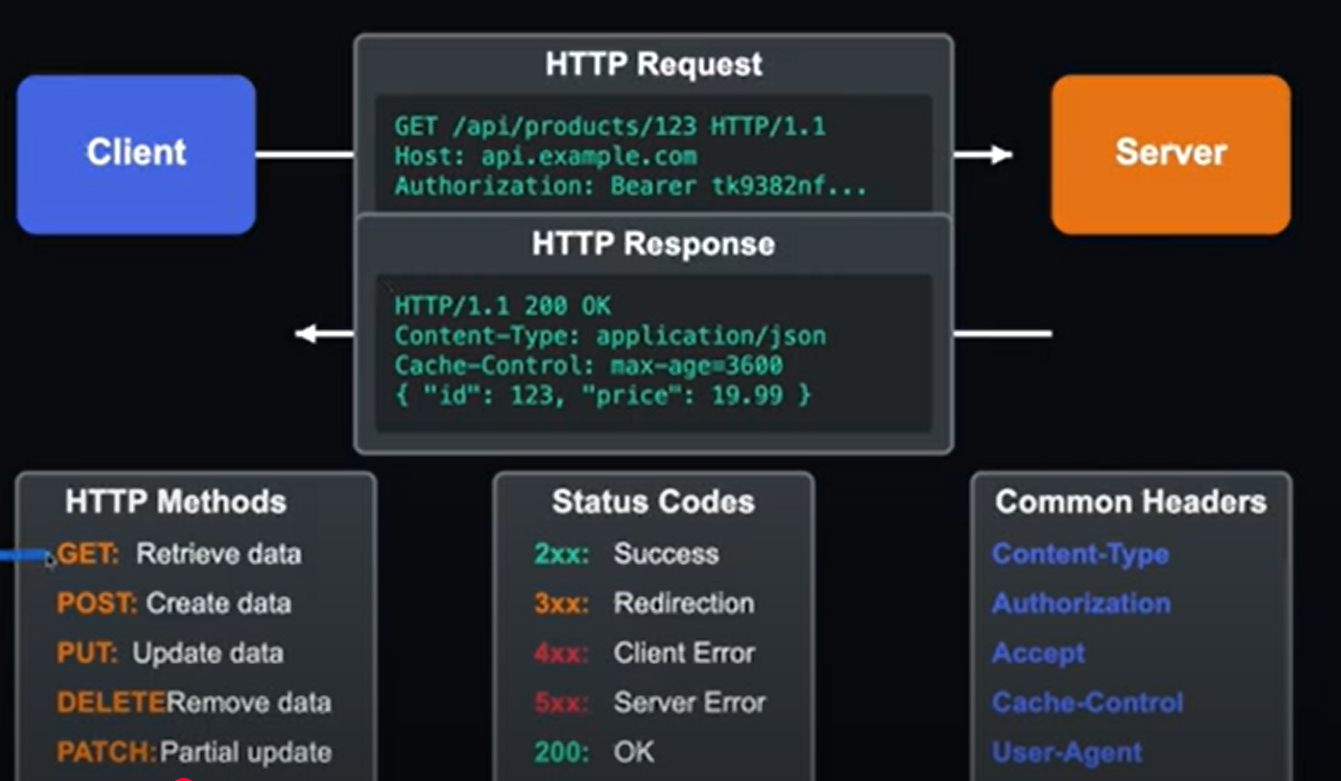 HTTP Request
Client
GET /api/products/123 HTTP/1.1
Host: api.example.com
Authorization: Bearer tk9382nf...
Server
HTTP Response
HTTP/1.1 200 OK
Content-Type: application/json
Cache-Control: max-age=3600
{ "id": 123, "price": 19.99 }
HTTP Methods
GET: Retrieve data
POST: Create data
PUT: Update data
DELETERemove data
PATCH:Partial update
Status Codes
2xx: Success
3xx: Redirection
4xx: Client Error
5xx: Server Error
200: OK
Common Headers
Content-Type
Authorization
Accept
Cache-Control
User-Agent